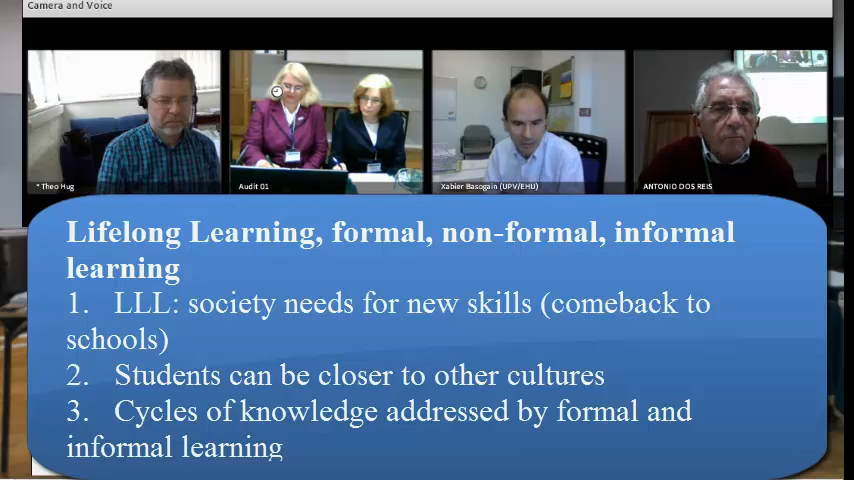 Camera and Voice
* Theo Hug
Audit 01
Xabier Basogain (UPV/EHU)
ANTONIO DOS REIS
Lifelong Learning, formal, non-formal, informal
learning
1. LLL: society needs for new skills (comeback to
schools)
2. Students can be closer to other cultures
3. Cycles of knowledge addressed by formal and
informal learning